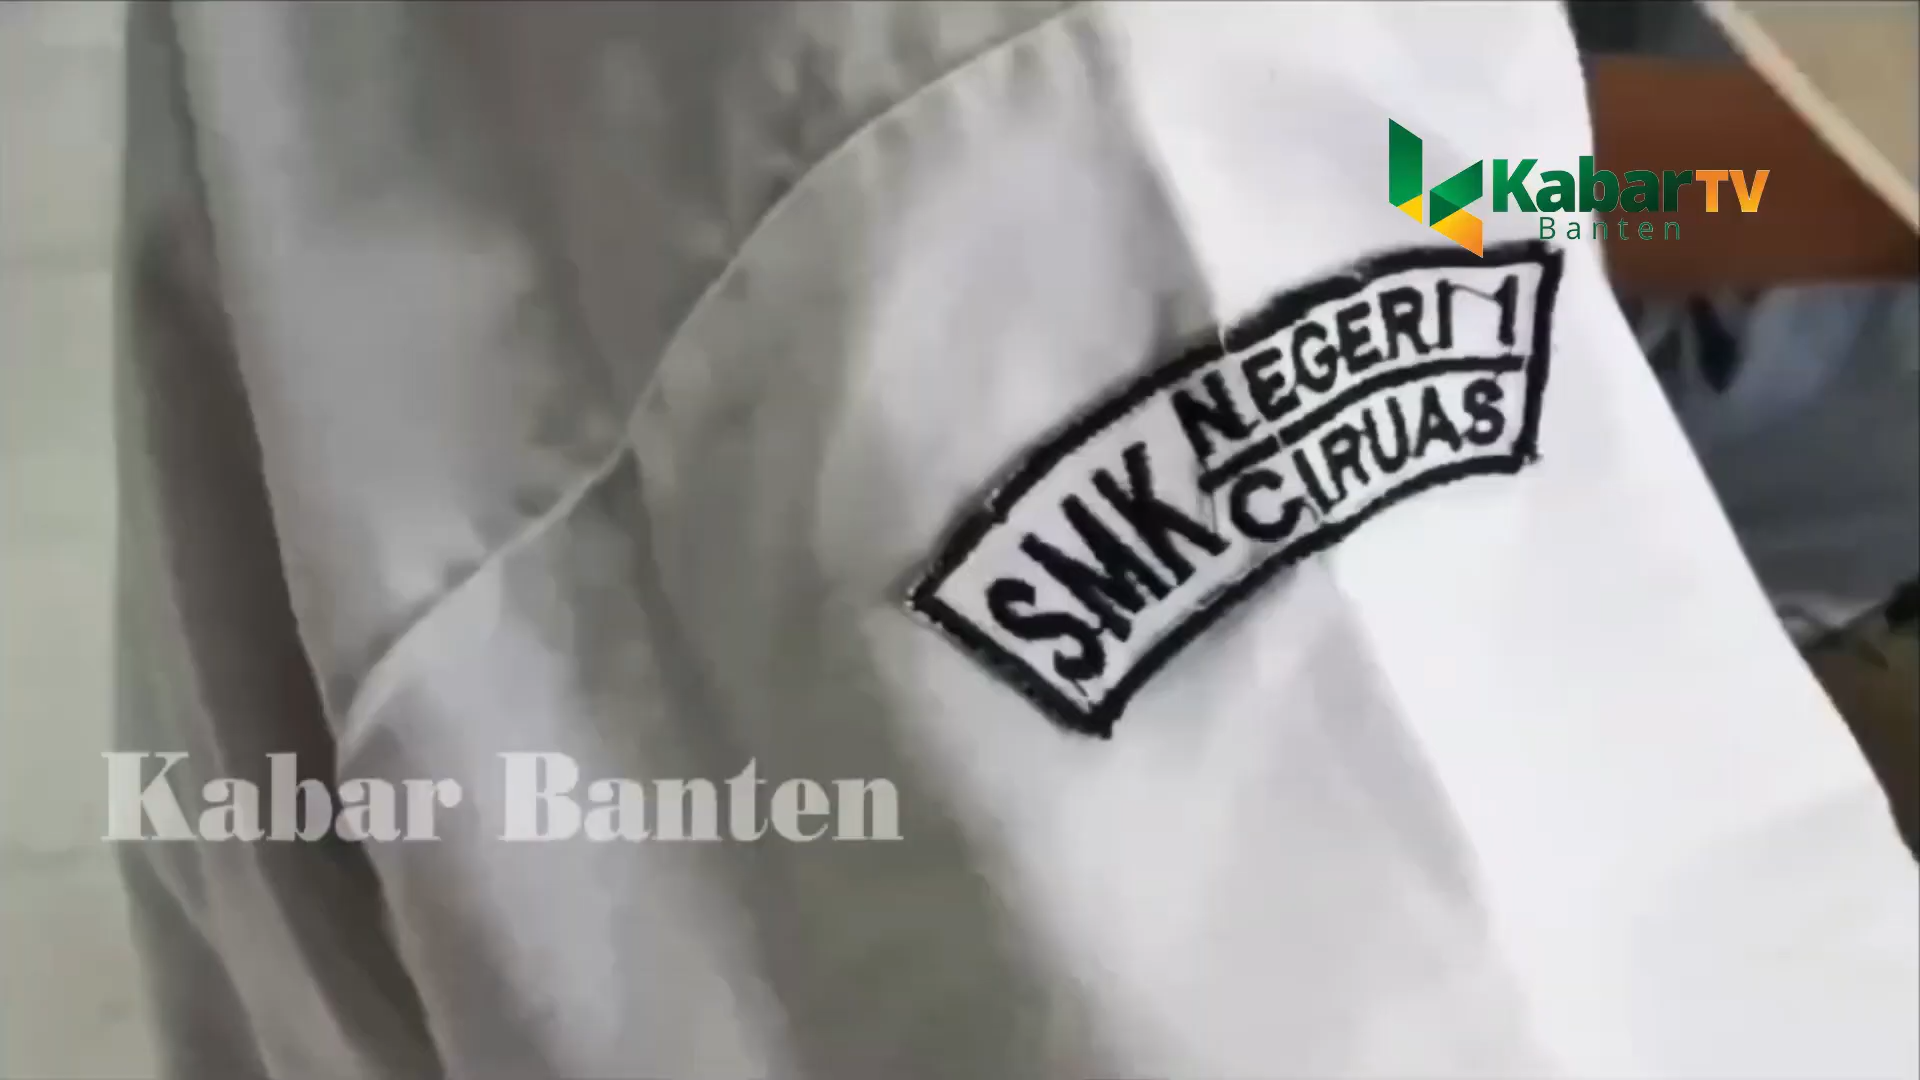 KabarTV
Banten
SMK NEGERI 1
CIRUAS
Kabar Banten